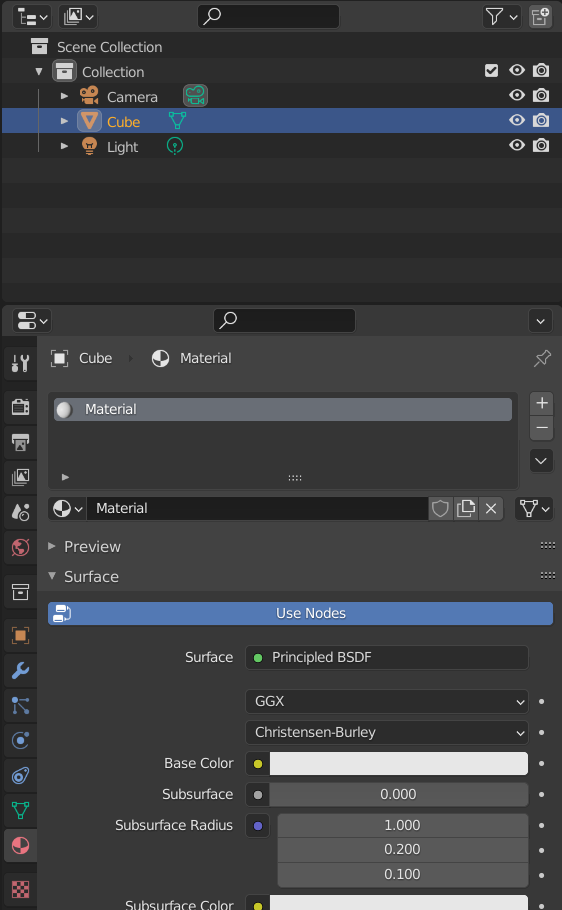 Scene Collection
Collection
Camera
Cube
Light
Cube Material
Material
Material
Preview
Surface
Use Nodes
Surface Principled BSDF
GGX
Christensen-Burley
Base Color
Subsurface 0.000
Subsurface Radius 1.000
0.200
0.100
Subsurface Color